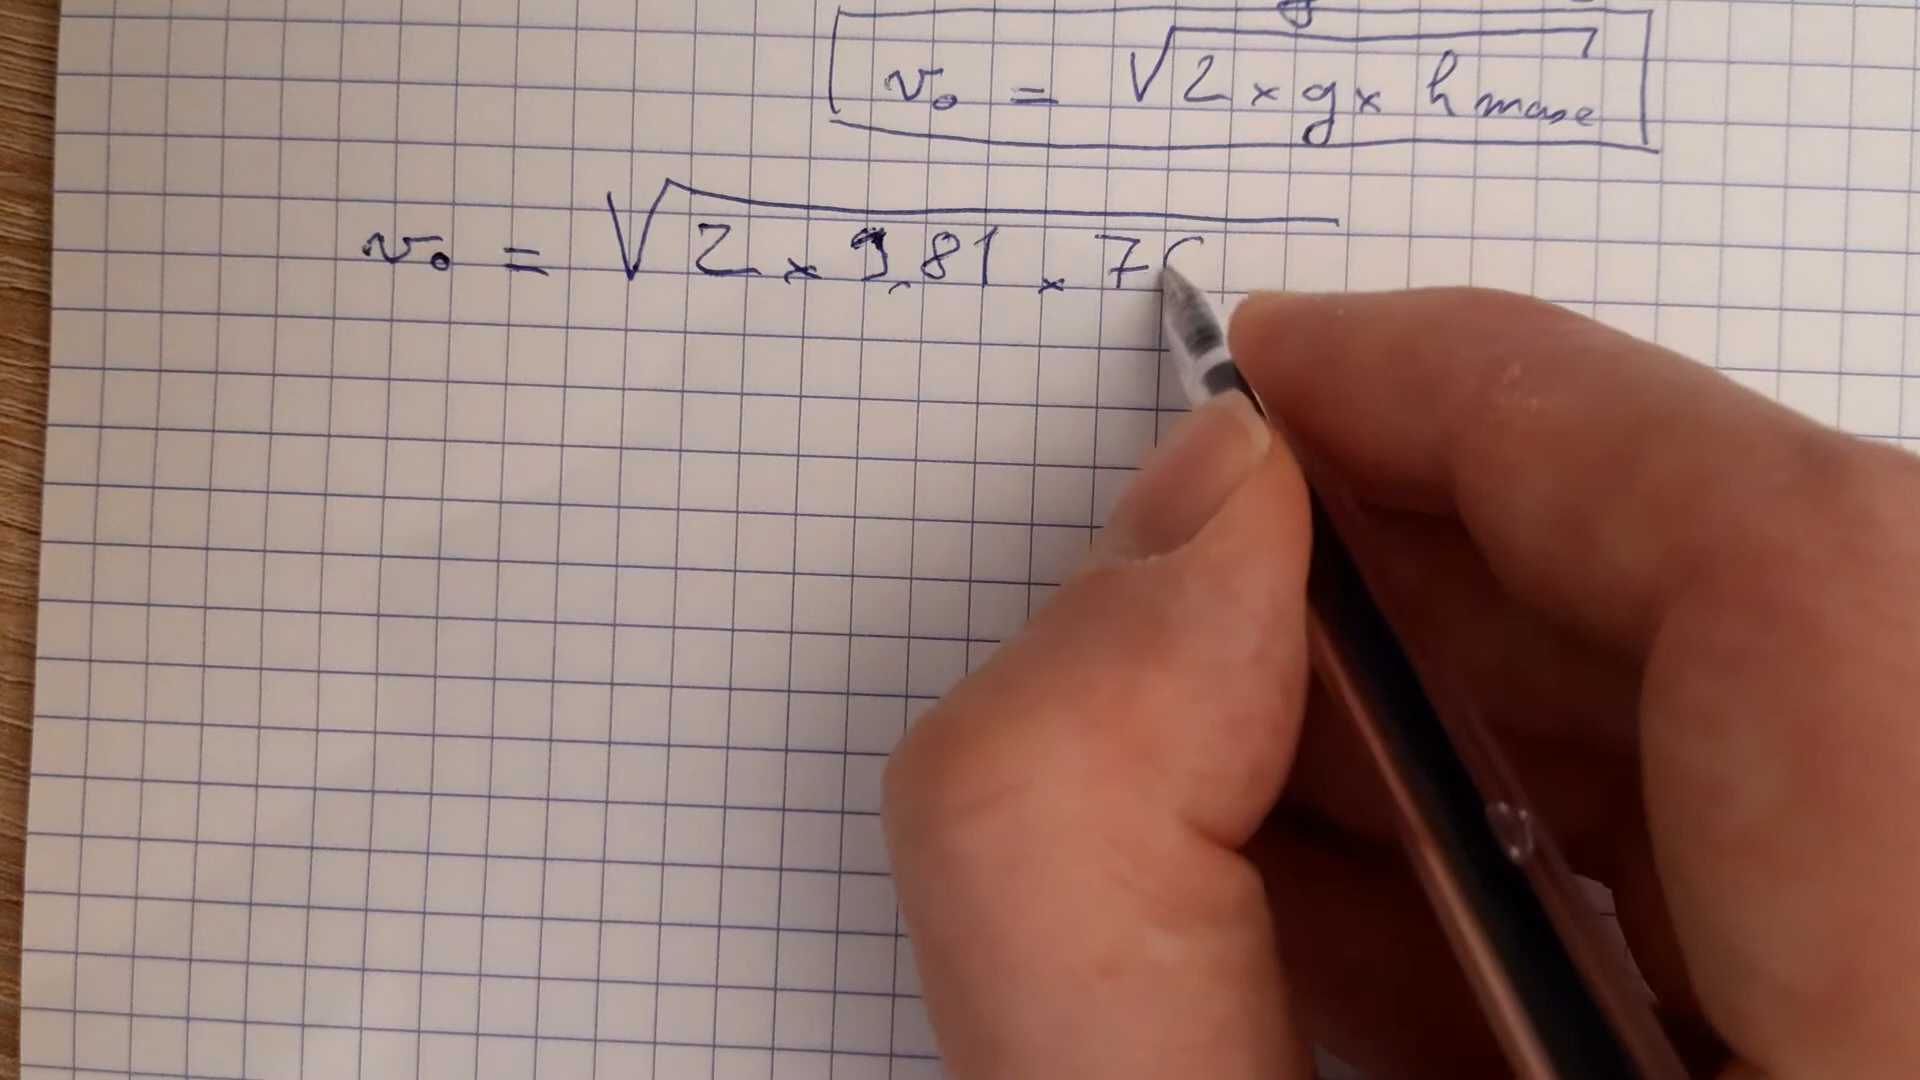 v₀ = √2 × g × h max
v₀ = √2 × 9,81 × 7